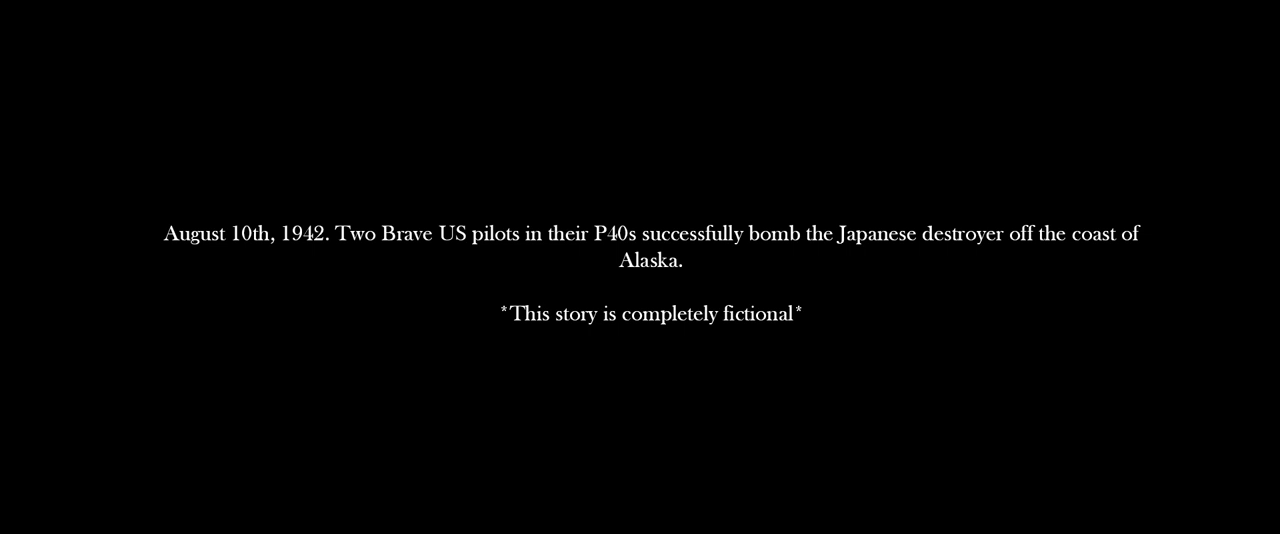 August 10th, 1942. Two Brave US pilots in their P40s successfully bomb the Japanese destroyer off the coast of
Alaska.
*This story is completely fictional*